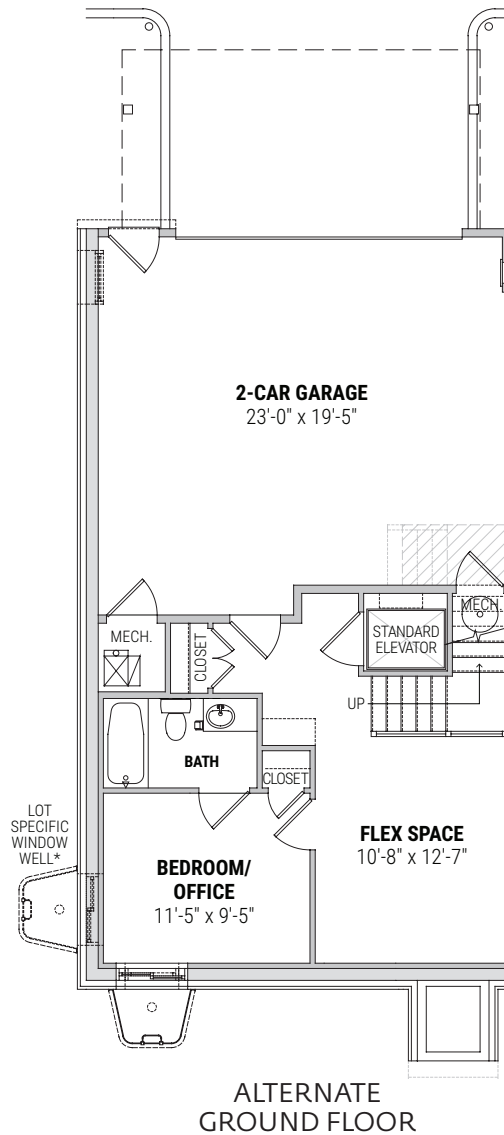 2-CAR GARAGE
23'-0" x 19'-5"
MECH.
CLOSET
STANDARD
ELEVATOR
MECH.
UP
BATH
CLOSET
LOT
SPECIFIC
WINDOW
WELL*
FLEX SPACE
10'-8" x 12'-7"
BEDROOM/
OFFICE
11'-5" x 9'-5"
ALTERNATE
GROUND FLOOR